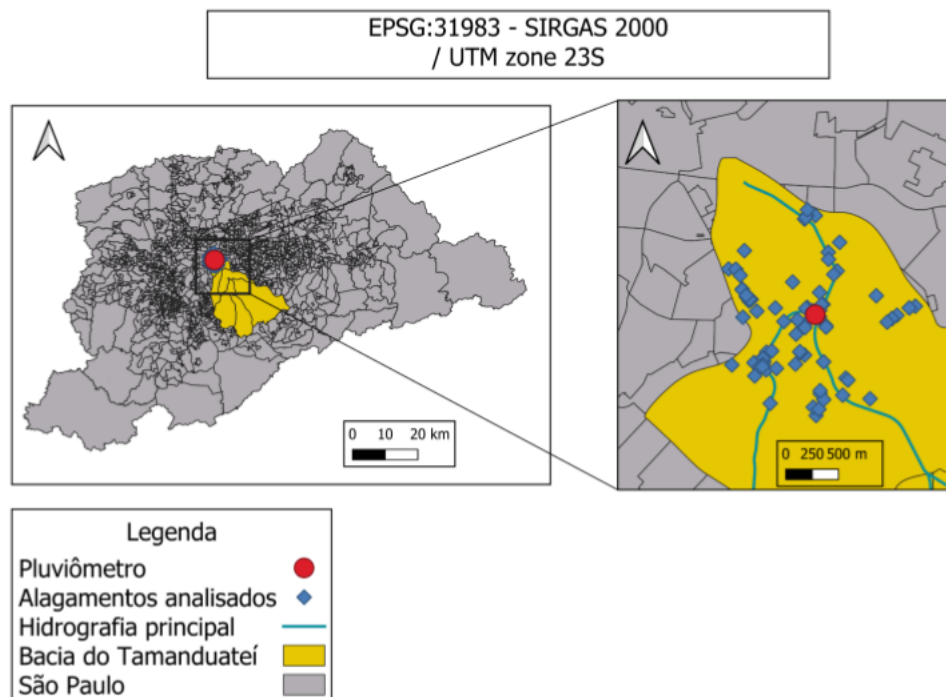 EPSG:31983 - SIRGAS 2000
/ UTM zone 23S
0 10 20 km
0 250 500 m
Legenda
Pluviômetro
Alagamentos analisados
Hidrografia principal
Bacia do Tamanduateí
São Paulo